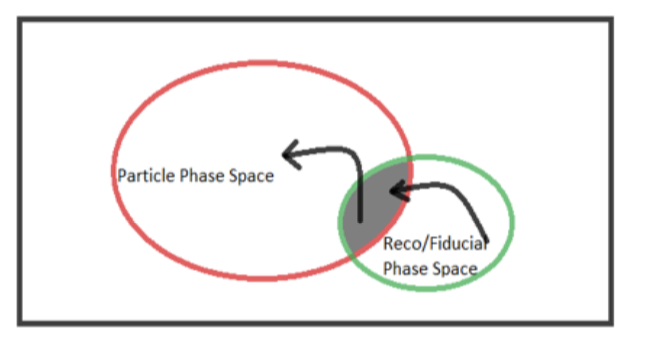 Particle Phase Space
Reco/Fiducial
Phase Space